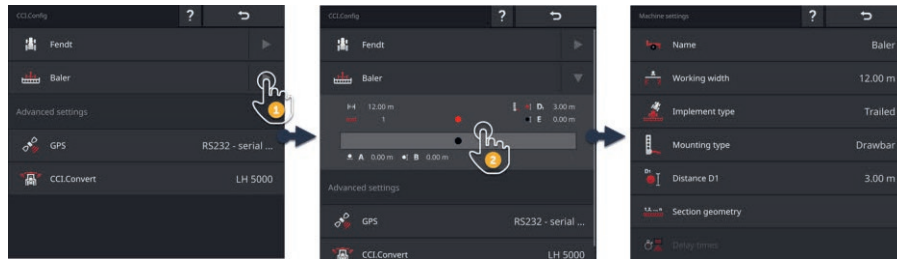 CCI.Config
?
Fendt
Baler
1
Advanced settings
GPS RS232 - serial ...
CCI.Convert LH 5000
CCI.Config
?
Fendt
Baler
12.00 m D₁ 3.00 m
1 E 0.00 m
2
A 0.00 m B 0.00 m
Advanced settings
GPS RS232 - serial ...
CCI.Convert LH 5000
Machine settings
?
Name Baler
Working width 12.00 m
Implement type Trailed
Mounting type Drawbar
Distance D1 3.00 m
Section geometry
Delay times